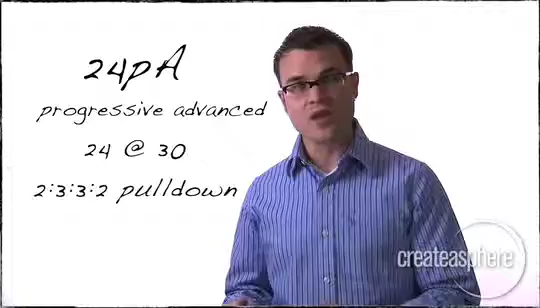 24pA
progressive advanced
24 @ 30
2:3:3:2 pulldown
createasphere